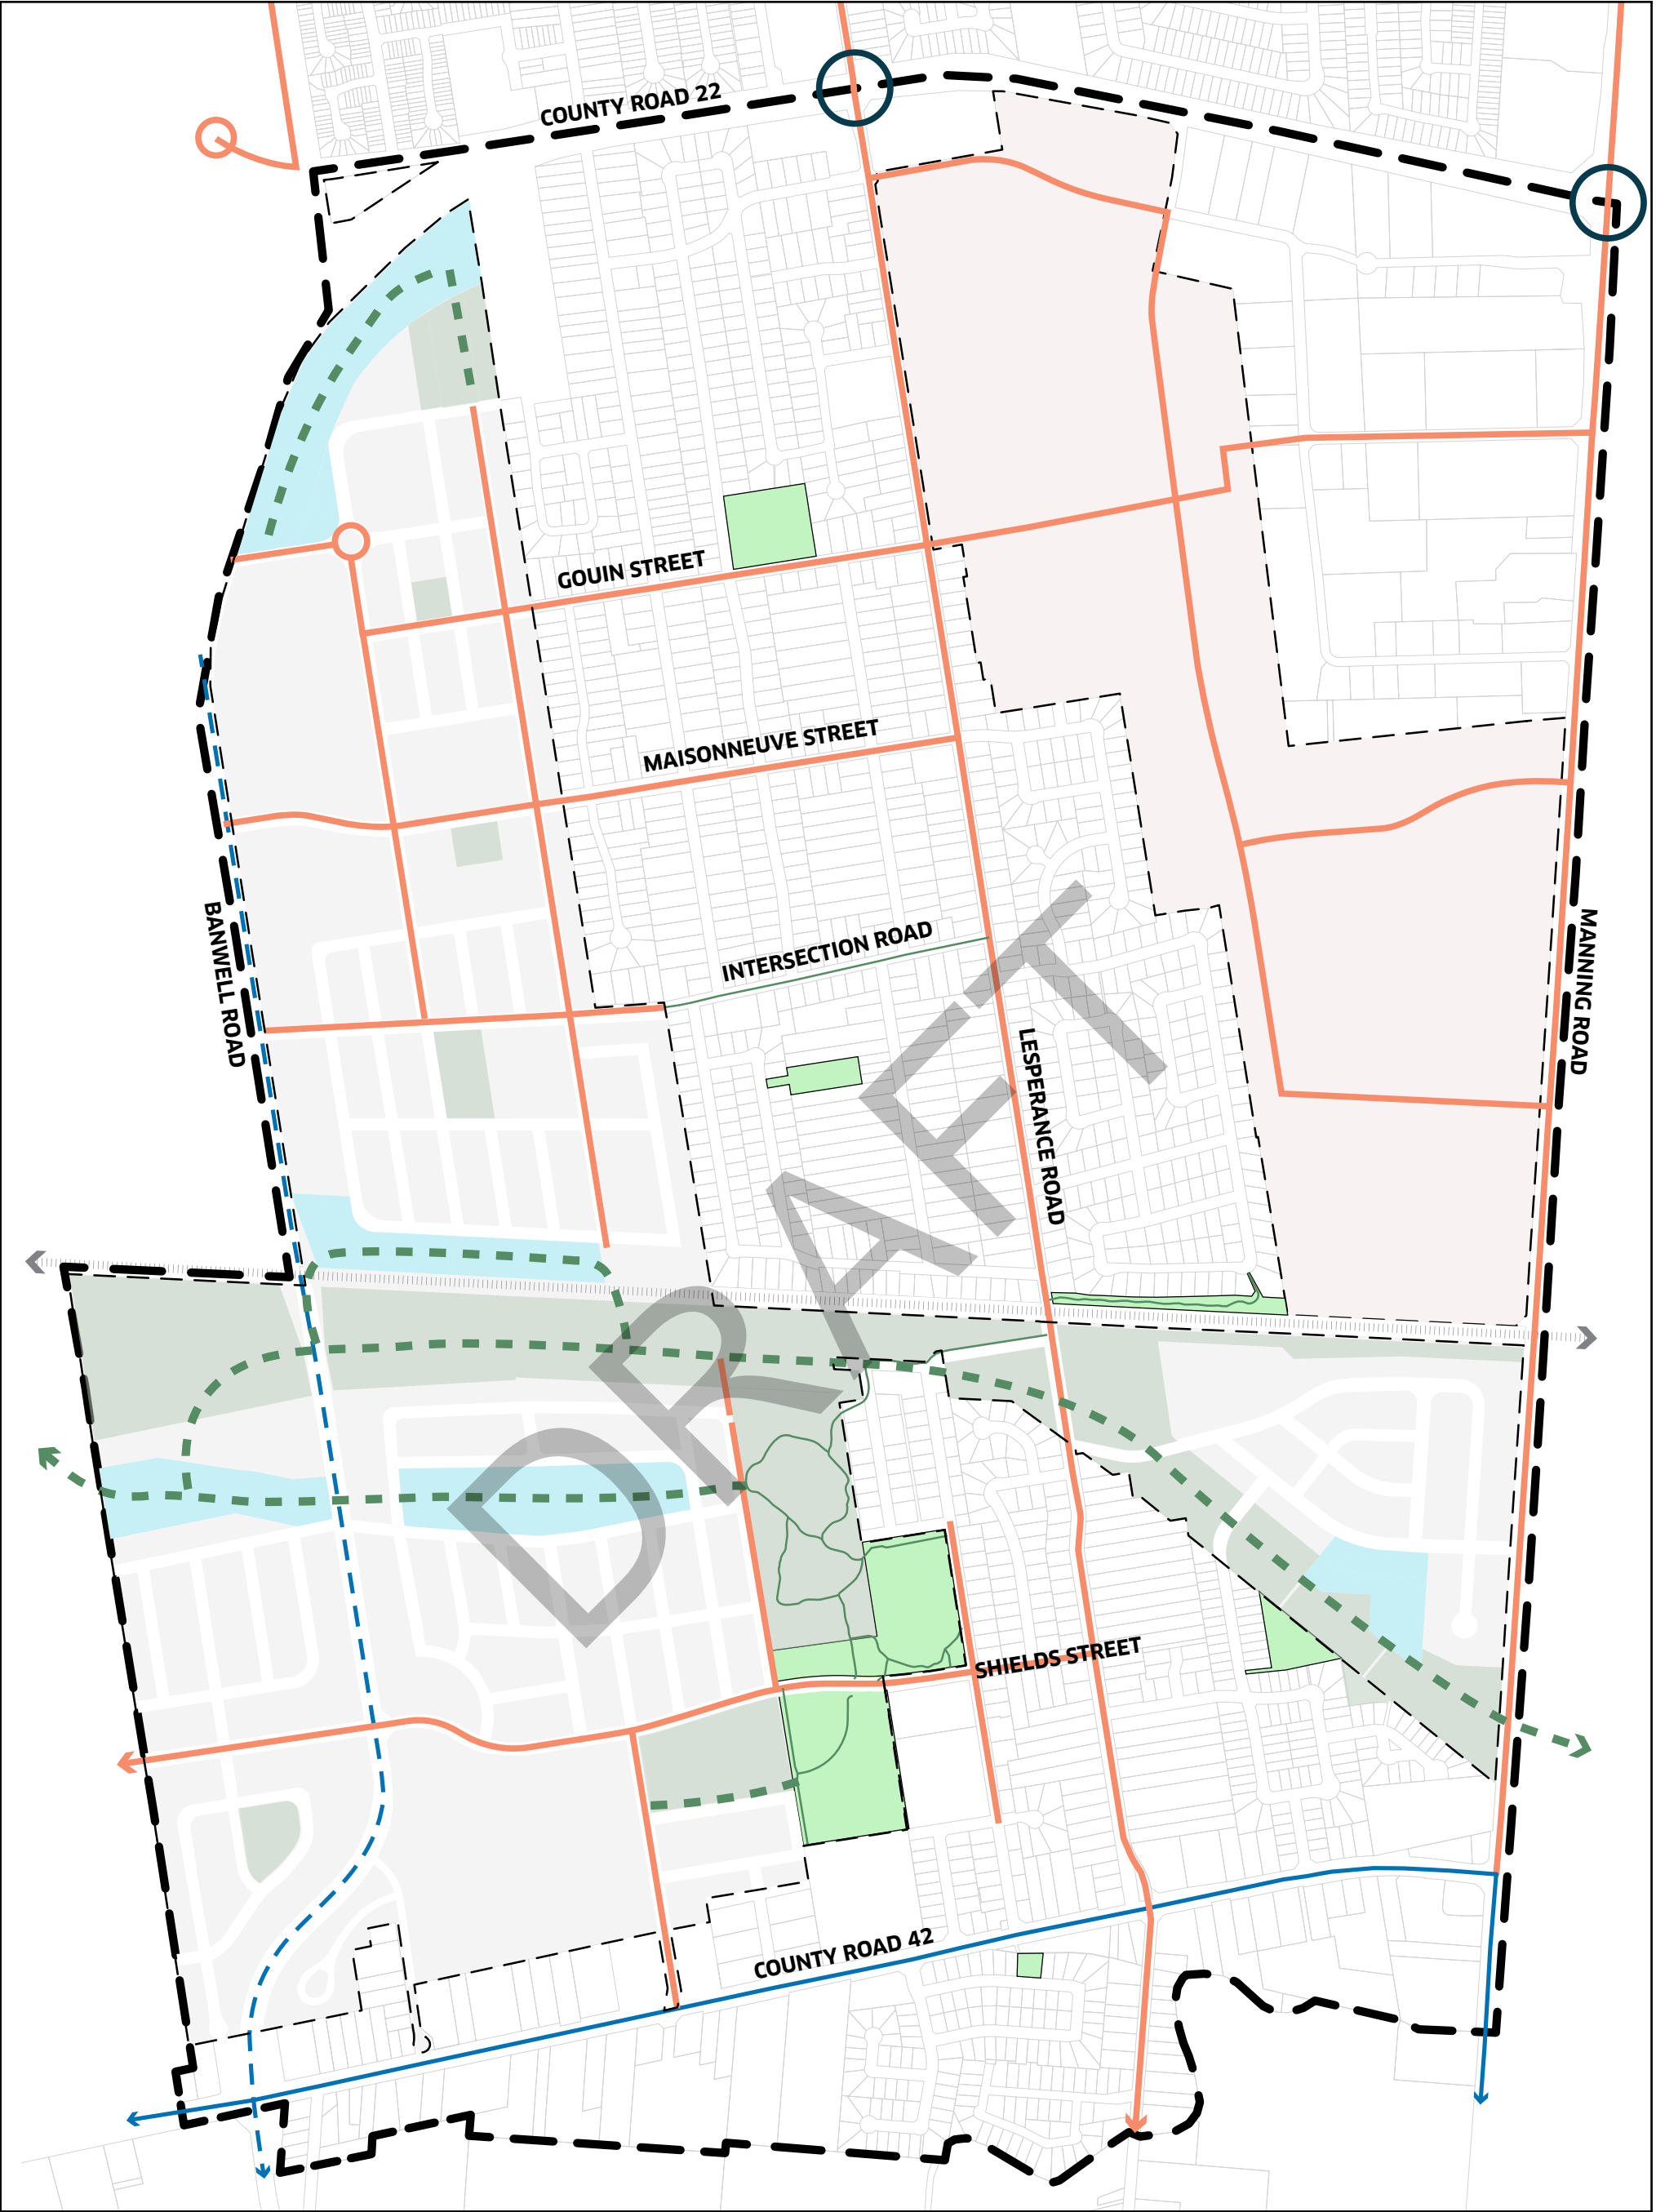 COUNTY ROAD 22
GOUIN STREET
MAISONNEUVE STREET
INTERSECTION ROAD
BANWELL ROAD
MANNING ROAD
LESPERANCE ROAD
DRAFT
SHIELDS STREET
COUNTY ROAD 42